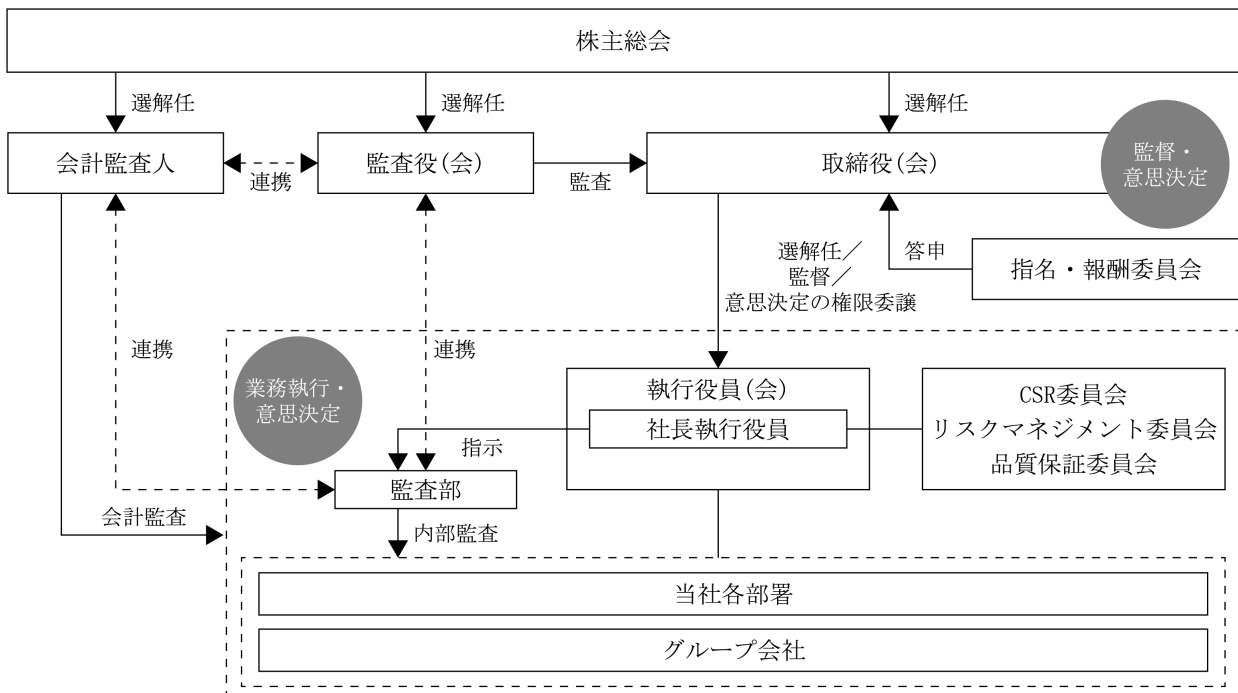 株主総会
選解任
選解任
選解任
会計監査人
連携
監査役(会)
監査
取締役(会)
監督・
意思決定
選解任／
監督／
意思決定の権限委譲
答申
指名・報酬委員会
連携
連携
業務執行・
意思決定
執行役員(会)
社長執行役員
CSR委員会
リスクマネジメント委員会
品質保証委員会
指示
監査部
会計監査
内部監査
当社各部署
グループ会社